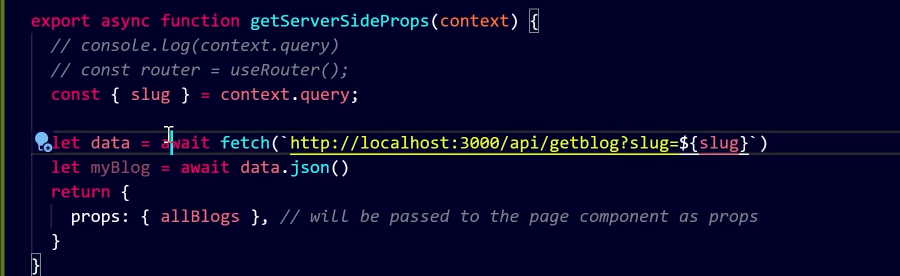 export async function getServerSideProps(context) {
// console.log(context.query)
// const router = useRouter();
const { slug } = context.query;
let data = await fetch(`http://localhost:3000/api/getblog?slug=${slug}`)
let myBlog = await data.json()
return {
props: { allBlogs }, // will be passed to the page component as props
}
}